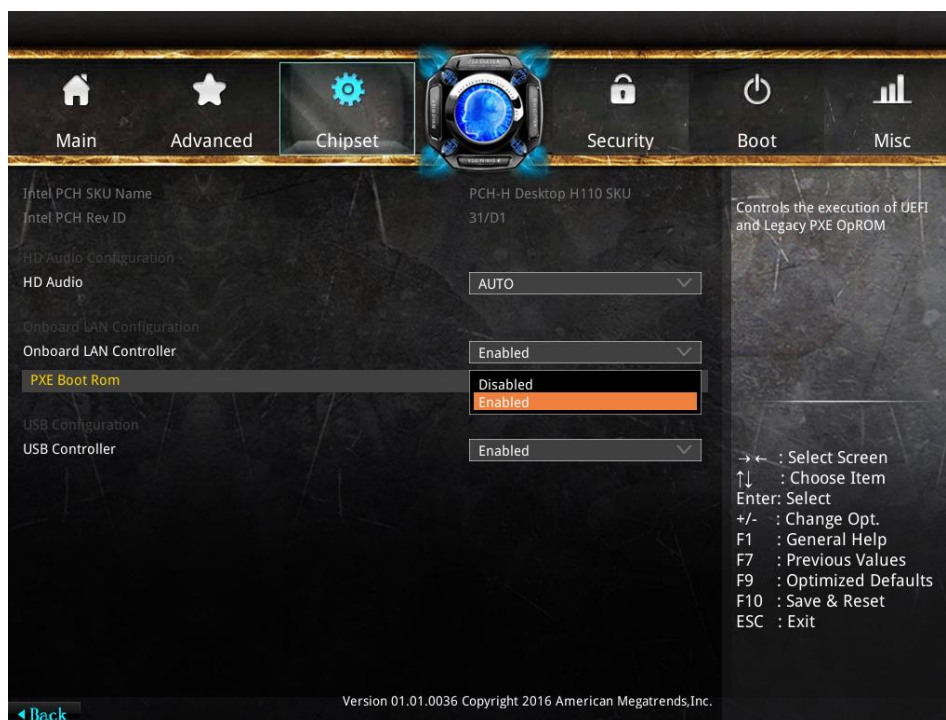 Main
Advanced
Chipset
Security
Boot
Misc
Intel PCH SKU Name
PCH-H Desktop H110 SKU
Intel PCH Rev ID
31/D1
HD Audio Configuration
HD Audio
AUTO
Onboard LAN Configuration
Onboard LAN Controller
Enabled
PXE Boot Rom
Disabled
Enabled
USB Configuration
USB Controller
Enabled
Controls the execution of UEFI
and Legacy PXE OpROM
→← : Select Screen
↑↓ : Choose Item
Enter: Select
+/- : Change Opt.
F1 : General Help
F7 : Previous Values
F9 : Optimized Defaults
F10 : Save & Reset
ESC : Exit
Version 01.01.0036 Copyright 2016 American Megatrends,Inc.
Back